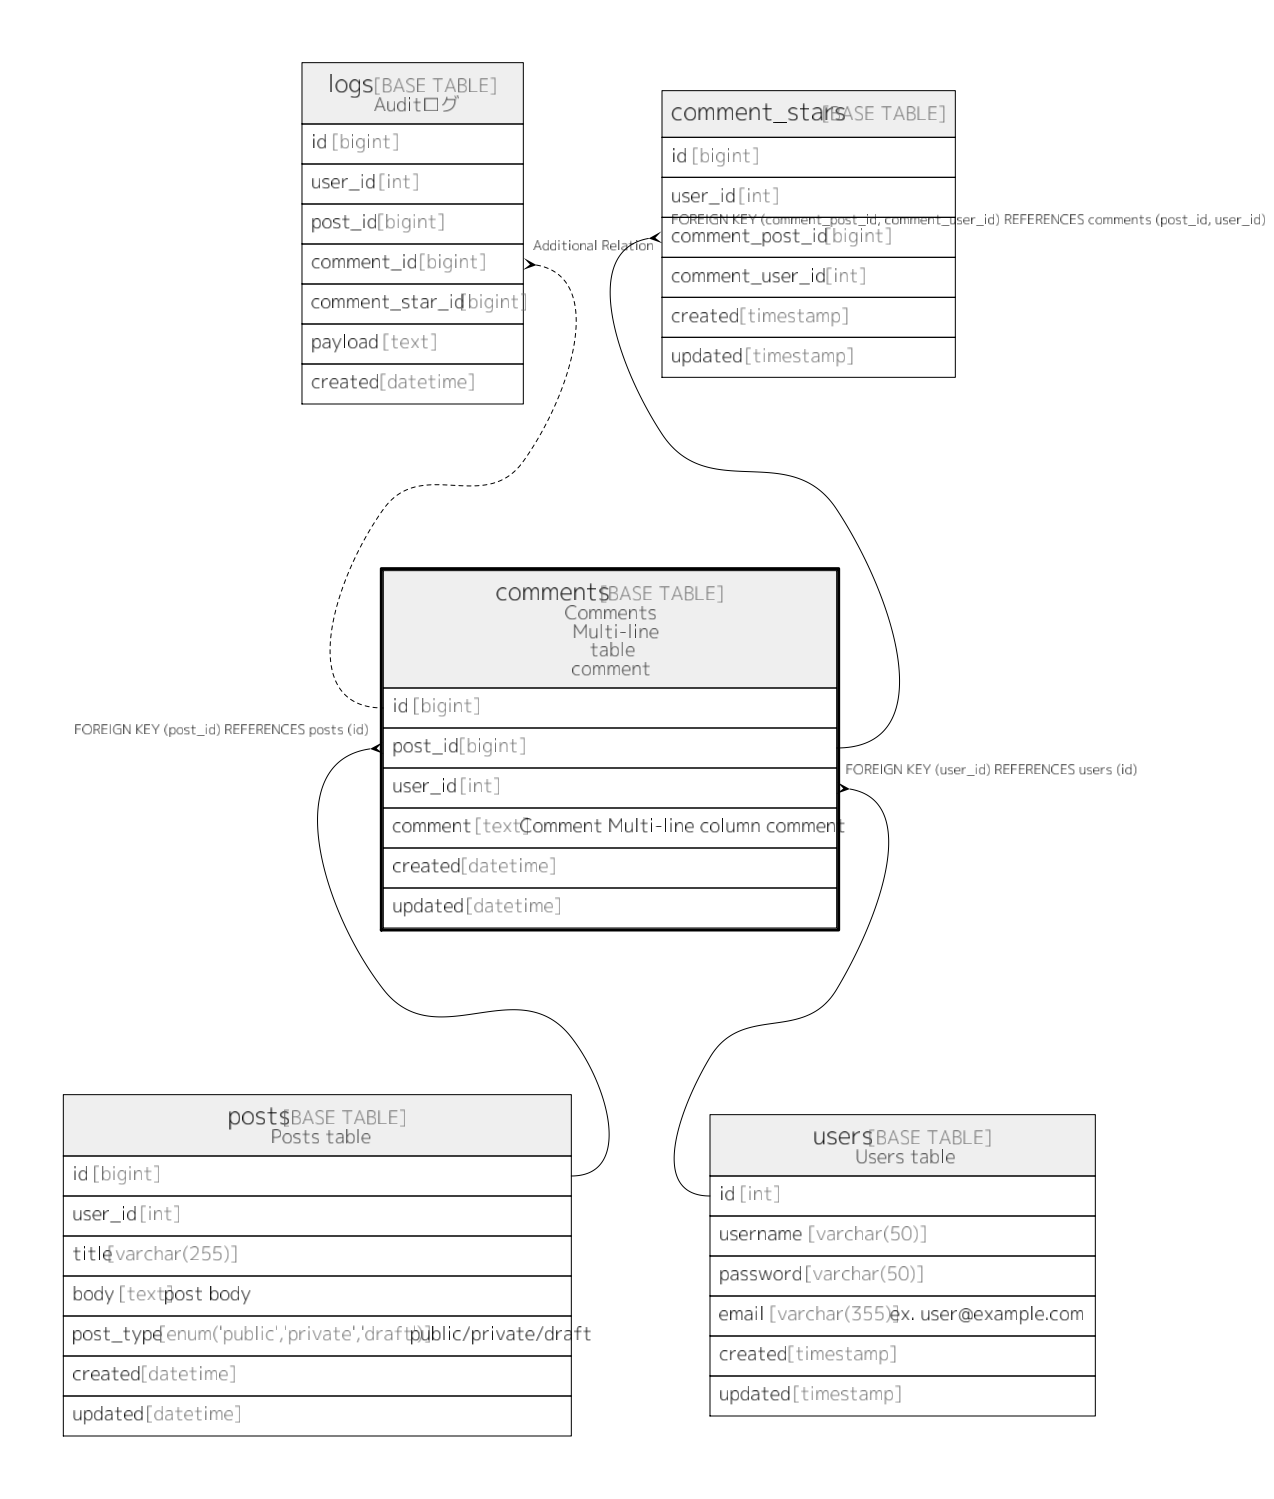 logs [BASE TABLE]
Auditログ
id [bigint]
user_id [int]
post_id [bigint]
comment_id [bigint]
comment_star_id [bigint]
payload [text]
created [datetime]
comment_stars [BASE TABLE]
id [bigint]
user_id [int]
FOREIGN KEY (comment_post_id, comment_user_id) REFERENCES comments (post_id, user_id)
comment_post_id [bigint]
comment_user_id [int]
created [timestamp]
updated [timestamp]
Additional Relation
comments [BASE TABLE]
Comments
Multi-line
table
comment
id [bigint]
post_id [bigint]
user_id [int]
comment [text] Comment Multi-line column comment
created [datetime]
updated [datetime]
FOREIGN KEY (post_id) REFERENCES posts (id)
FOREIGN KEY (user_id) REFERENCES users (id)
posts [BASE TABLE]
Posts table
id [bigint]
user_id [int]
title [varchar(255)]
body [text] post body
post_type [enum('public','private','draft')] public/private/draft
created [datetime]
updated [datetime]
users [BASE TABLE]
Users table
id [int]
username [varchar(50)]
password [varchar(50)]
email [varchar(355)] ex. user@example.com
created [timestamp]
updated [timestamp]